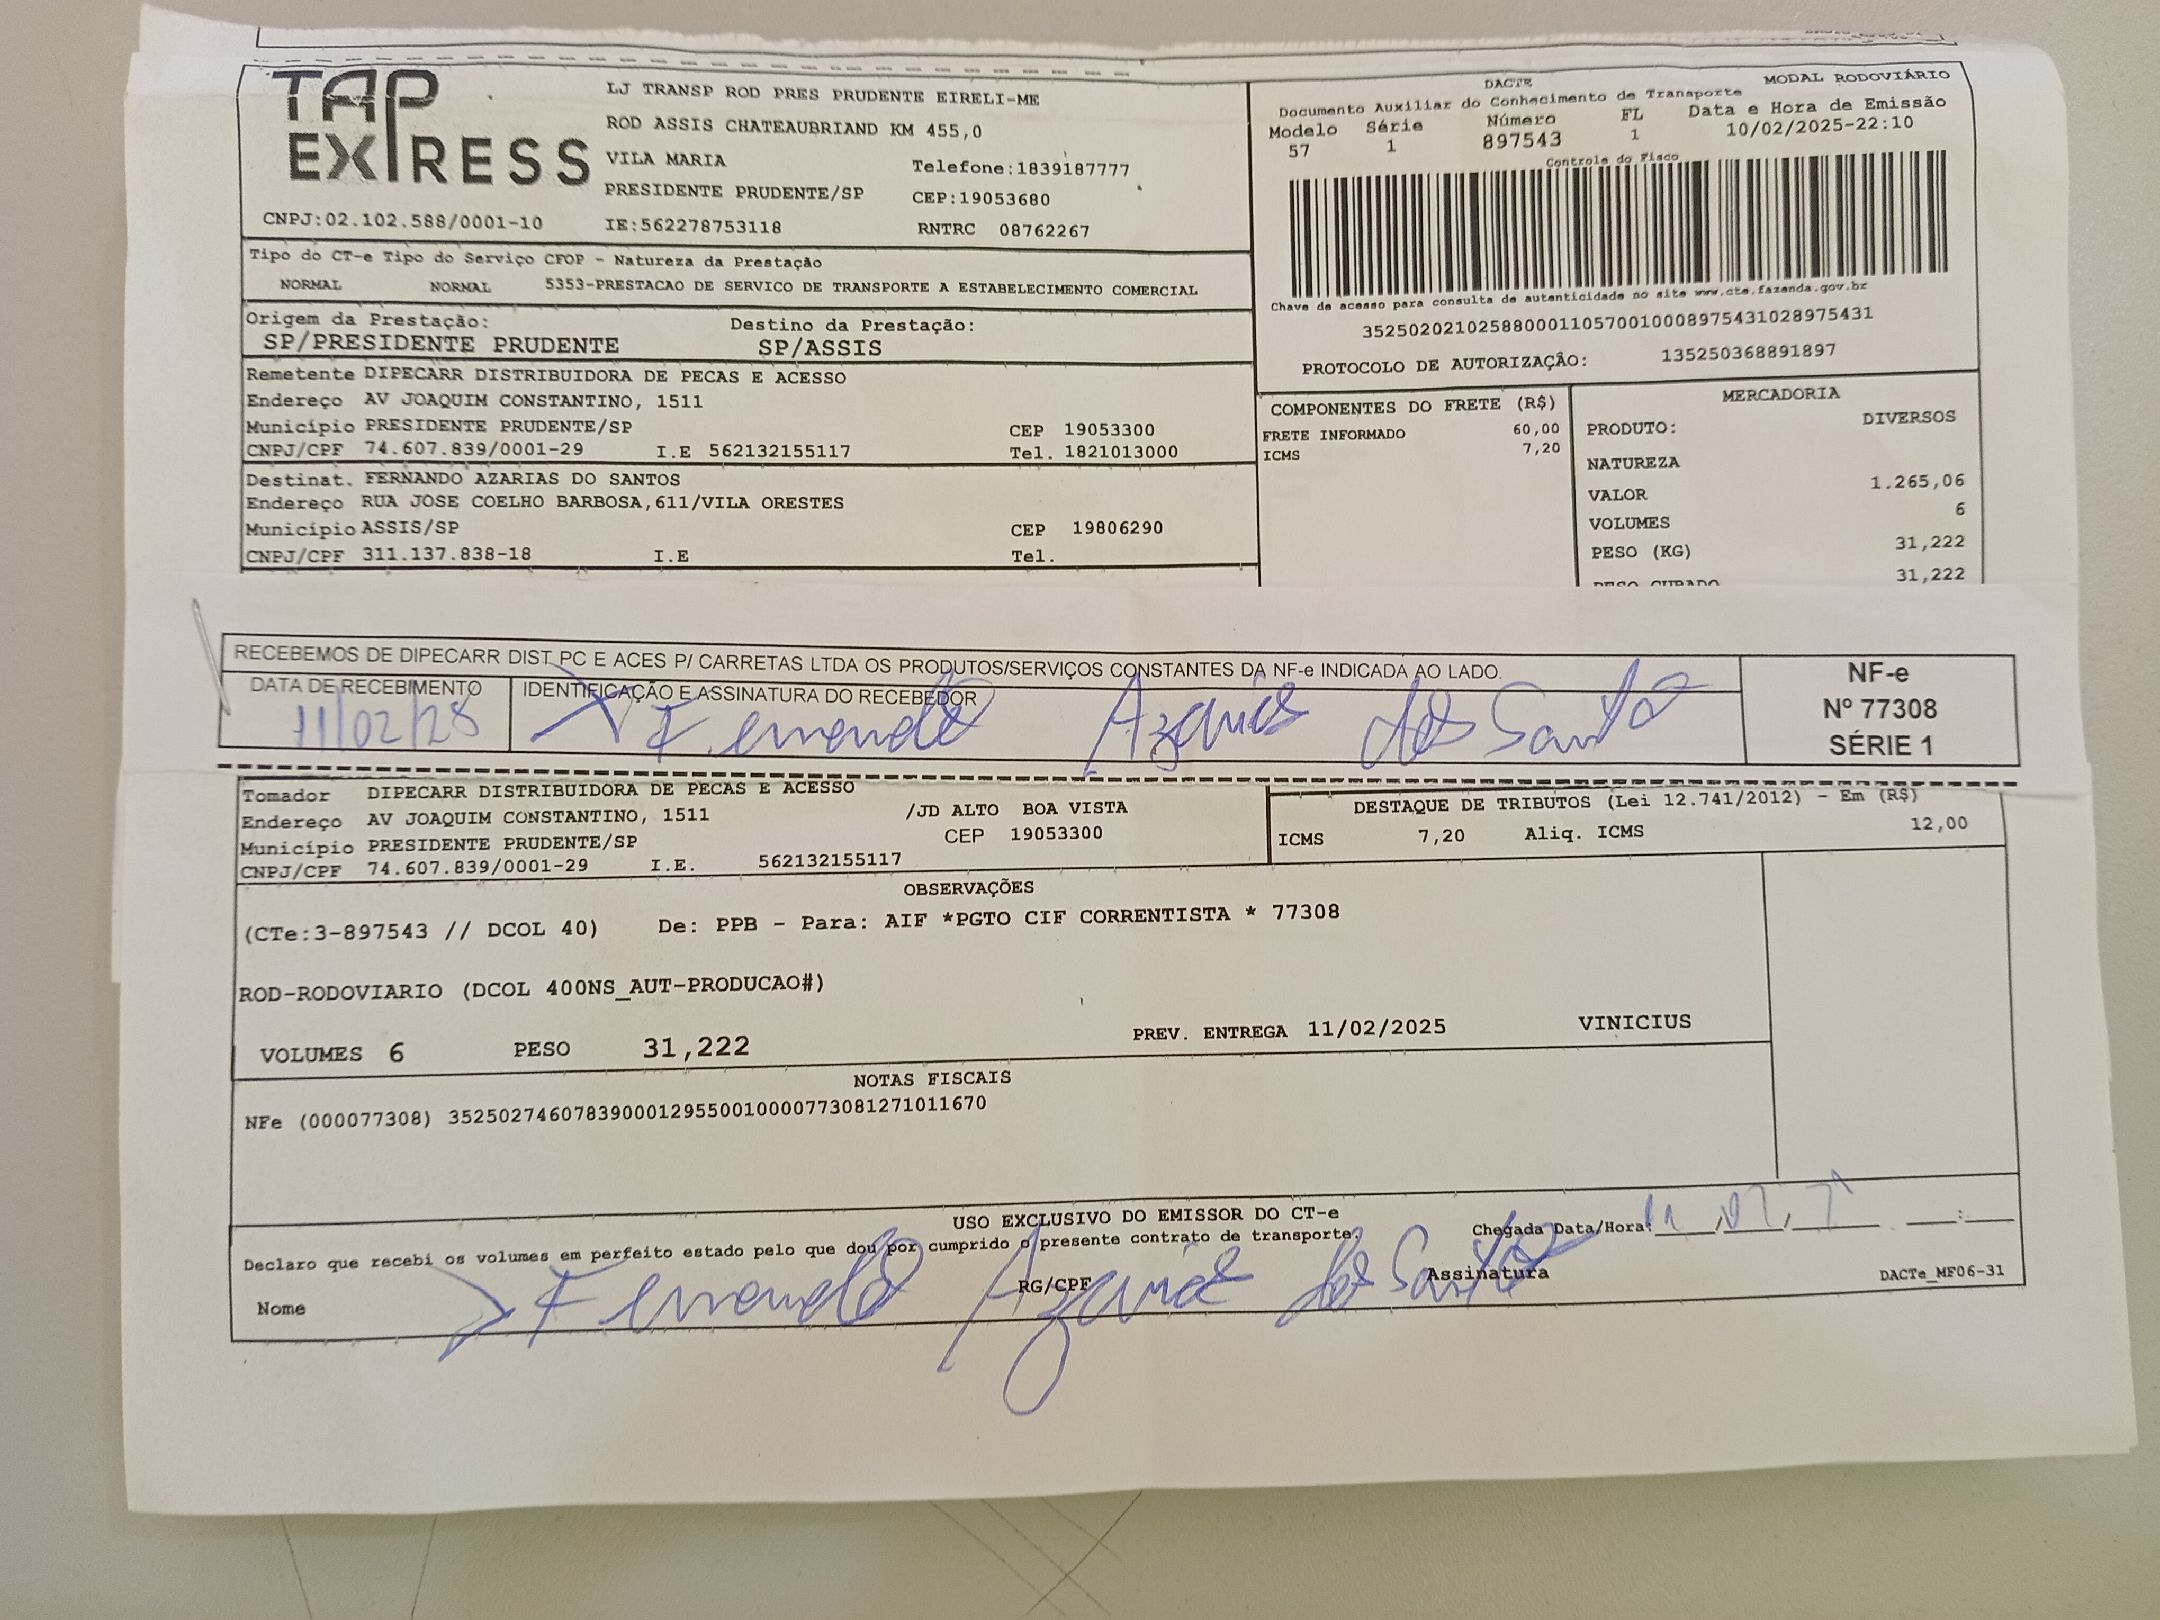 TAP
EXPRESS
LJ TRANSP ROD PRES PRUDENTE EIRELI-ME
ROD ASSIS CHATEAUBRIAND KM 455,0
VILA MARIA Telefone:1839187777
PRESIDENTE PRUDENTE/SP CEP:19053680
CNPJ:02.102.588/0001-10 IE:562278753118 RNTRC 08762267
DACTE MODAL RODOVIÁRIO
Documento Auxiliar do Conhecimento de Transporte
Modelo Série Número FL Data e Hora de Emissão
57 1 897543 1 10/02/2025-22:10
Controle do Fisco
Chave de acesso para consulta de autenticidade no site www.cte.fazenda.gov.br
35250202102588000110570010008975431028975431
PROTOCOLO DE AUTORIZAÇÃO: 135250368891897
Tipo do CT-e Tipo do Serviço CFOP - Natureza da Prestação
NORMAL NORMAL 5353-PRESTACAO DE SERVICO DE TRANSPORTE A ESTABELECIMENTO COMERCIAL
Origem da Prestação: Destino da Prestação:
SP/PRESIDENTE PRUDENTE SP/ASSIS
Remetente DIPECARR DISTRIBUIDORA DE PECAS E ACESSO
Endereço AV JOAQUIM CONSTANTINO, 1511
Município PRESIDENTE PRUDENTE/SP CEP 19053300
CNPJ/CPF 74.607.839/0001-29 I.E 562132155117 Tel. 1821013000
Destinat. FERNANDO AZARIAS DO SANTOS
Endereço RUA JOSE COELHO BARBOSA,611/VILA ORESTES
Município ASSIS/SP CEP 19806290
CNPJ/CPF 311.137.838-18 I.E Tel.
COMPONENTES DO FRETE (R$)
FRETE INFORMADO 60,00
ICMS 7,20
MERCADORIA
PRODUTO: DIVERSOS
NATUREZA
VALOR 1.265,06
VOLUMES 6
PESO (KG) 31,222
PESO CUBADO 31,222
RECEBEMOS DE DIPECARR DIST PC E ACES P/ CARRETAS LTDA OS PRODUTOS/SERVIÇOS CONSTANTES DA NF-e INDICADA AO LADO.
DATA DE RECEBIMENTO IDENTIFICAÇÃO E ASSINATURA DO RECEBEDOR
11/02/25 Fernando Azarias dos Santos
NF-e
Nº 77308
SÉRIE 1
Tomador DIPECARR DISTRIBUIDORA DE PECAS E ACESSO
Endereço AV JOAQUIM CONSTANTINO, 1511 /JD ALTO BOA VISTA
Município PRESIDENTE PRUDENTE/SP CEP 19053300
CNPJ/CPF 74.607.839/0001-29 I.E. 562132155117
DESTAQUE DE TRIBUTOS (Lei 12.741/2012) - Em (R$)
ICMS 7,20 Aliq. ICMS 12,00
OBSERVAÇÕES
(CTe:3-897543 // DCOL 40) De: PPB - Para: AIF *PGTO CIF CORRENTISTA * 77308
ROD-RODOVIARIO (DCOL 400NS_AUT-PRODUCAO#)
VOLUMES 6 PESO 31,222 PREV. ENTREGA 11/02/2025 VINICIUS
NOTAS FISCAIS
NFe (000077308) 35250274607839000129550010000773081271011670
USO EXCLUSIVO DO EMISSOR DO CT-e
Declaro que recebi os volumes em perfeito estado pelo que dou por cumprido o presente contrato de transporte. Chegada Data/Hora:
Nome RG/CPF Assinatura DACTe_MF06-31
Fernando Azarias dos Santos